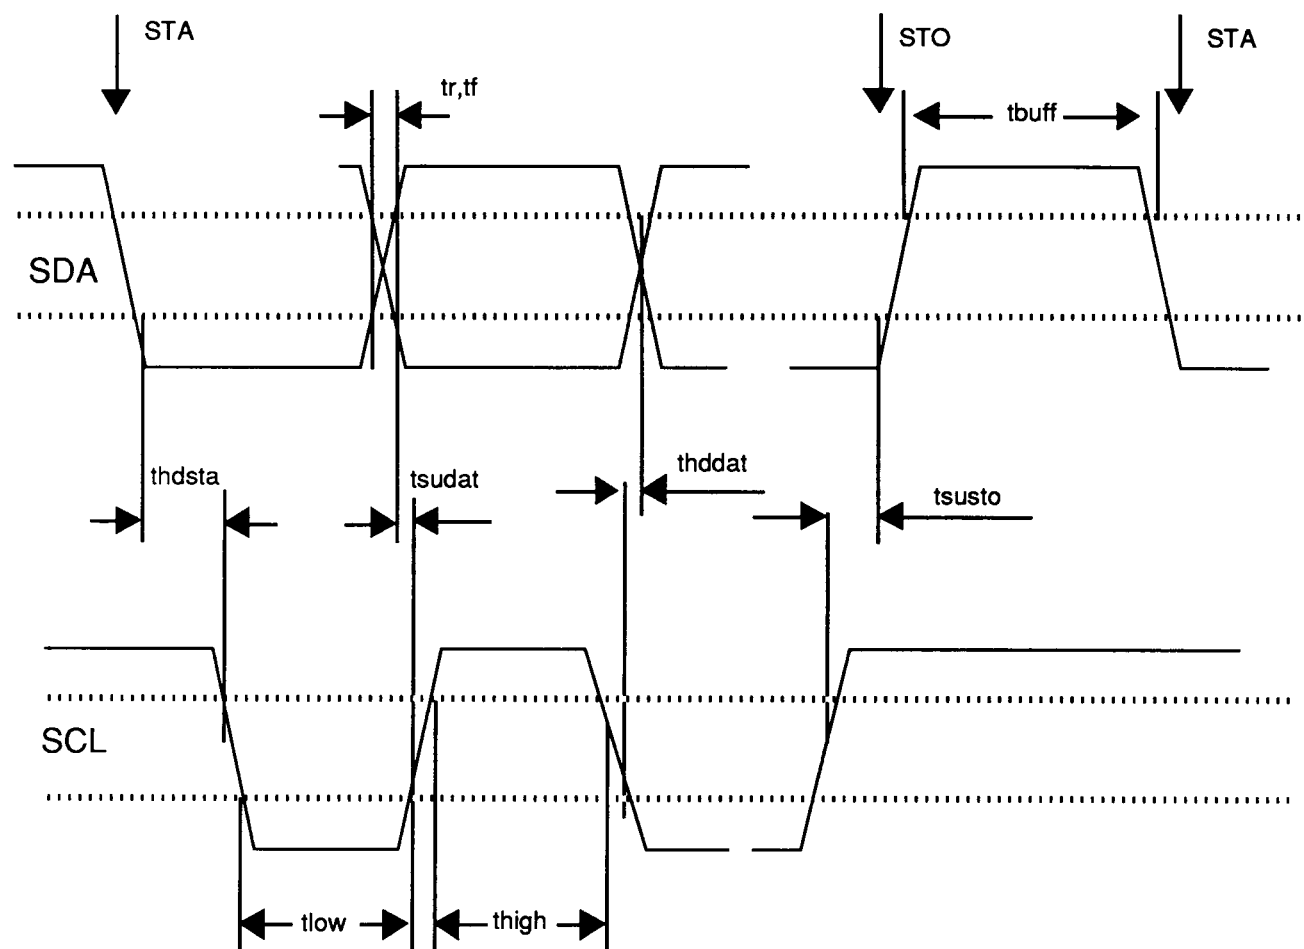 STA
STO
STA
tr,tf
tbuff
SDA
thdsta
tsudat
thddat
tsusto
SCL
tlow
thigh